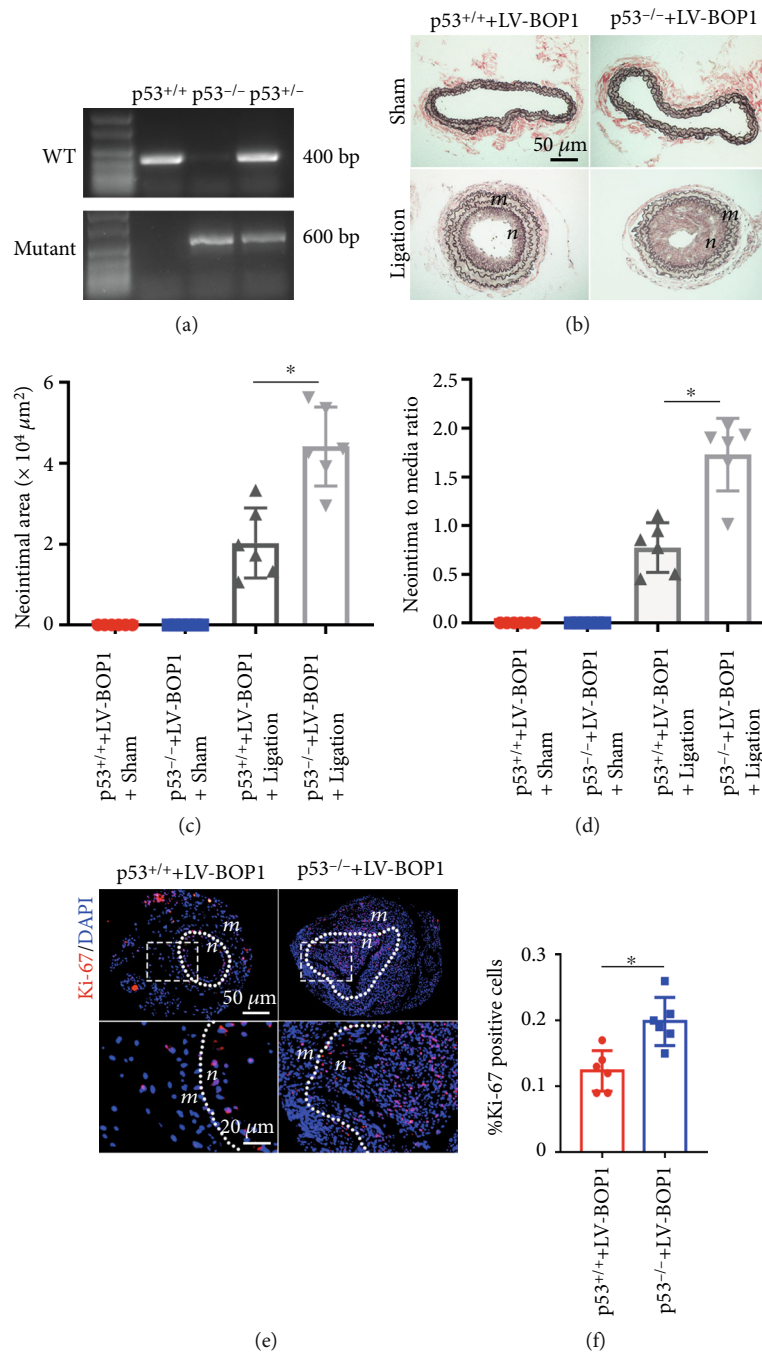 p53+/+ p53−/− p53+/−
WT
400 bp
Mutant
600 bp
(a)
p53+/++LV-BOP1 p53−/−+LV-BOP1
Sham
50 μm
Ligation
m
n
m
n
(b)
Neointimal area (× 10⁴ μm²)
6
4
2
0
*
p53+/++LV-BOP1
+ Sham
p53−/−+LV-BOP1
+ Sham
p53+/++LV-BOP1
+ Ligation
p53−/−+LV-BOP1
+ Ligation
(c)
Neointima to media ratio
2.5
2.0
1.5
1.0
0.5
0.0
*
p53+/++LV-BOP1
+ Sham
p53−/−+LV-BOP1
+ Sham
p53+/++LV-BOP1
+ Ligation
p53−/−+LV-BOP1
+ Ligation
(d)
p53+/++LV-BOP1 p53−/−+LV-BOP1
Ki-67/DAPI
m
n
50 μm
m
n
m
n
20 μm
m
n
(e)
%Ki-67 positive cells
0.3
0.2
0.1
0
*
p53+/++LV-BOP1
p53−/−+LV-BOP1
(f)